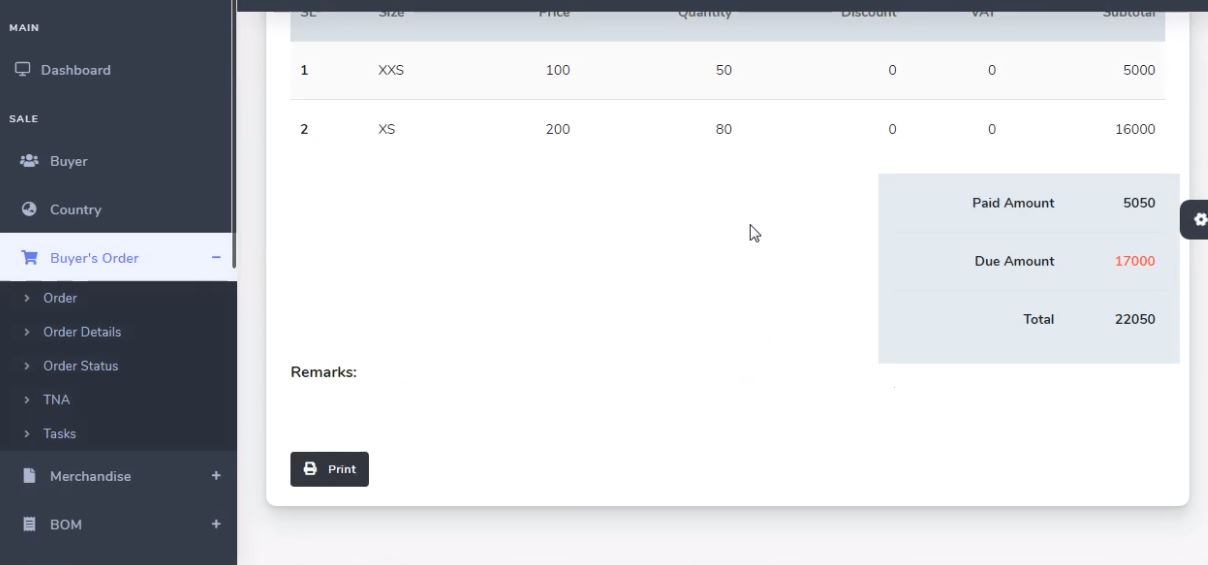 MAIN
Dashboard
SALE
Buyer
Country
Buyer's Order
Order
Order Details
Order Status
TNA
Tasks
Merchandise
BOM
SL Size Price Quantity Discount VAT Subtotal
1 XXS 100 50 0 0 5000
2 XS 200 80 0 0 16000
Paid Amount 5050
Due Amount 17000
Total 22050
Remarks:
Print